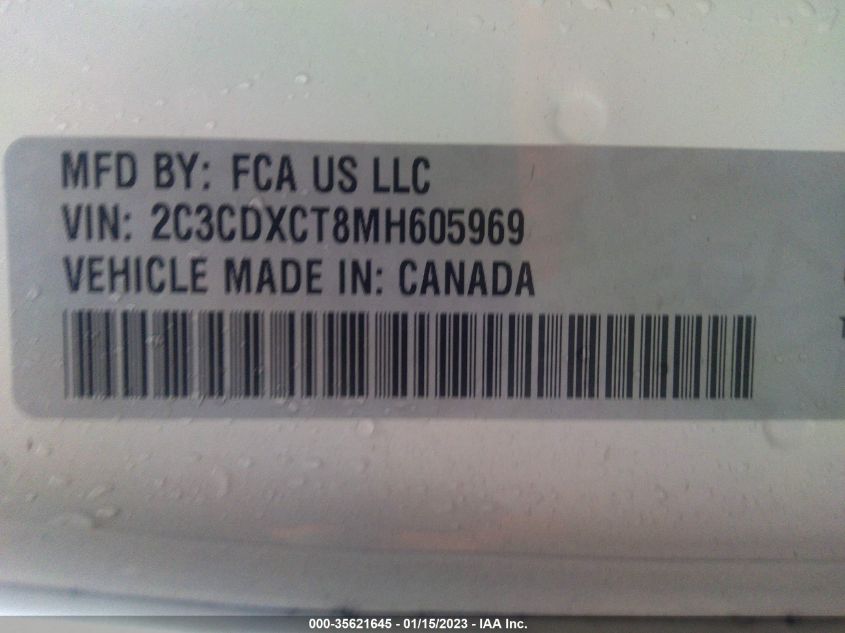 MFD BY: FCA US LLC
VIN: 2C3CDXCT8MH605969
VEHICLE MADE IN: CANADA
000-35621645 - 01/15/2023 - IAA Inc.